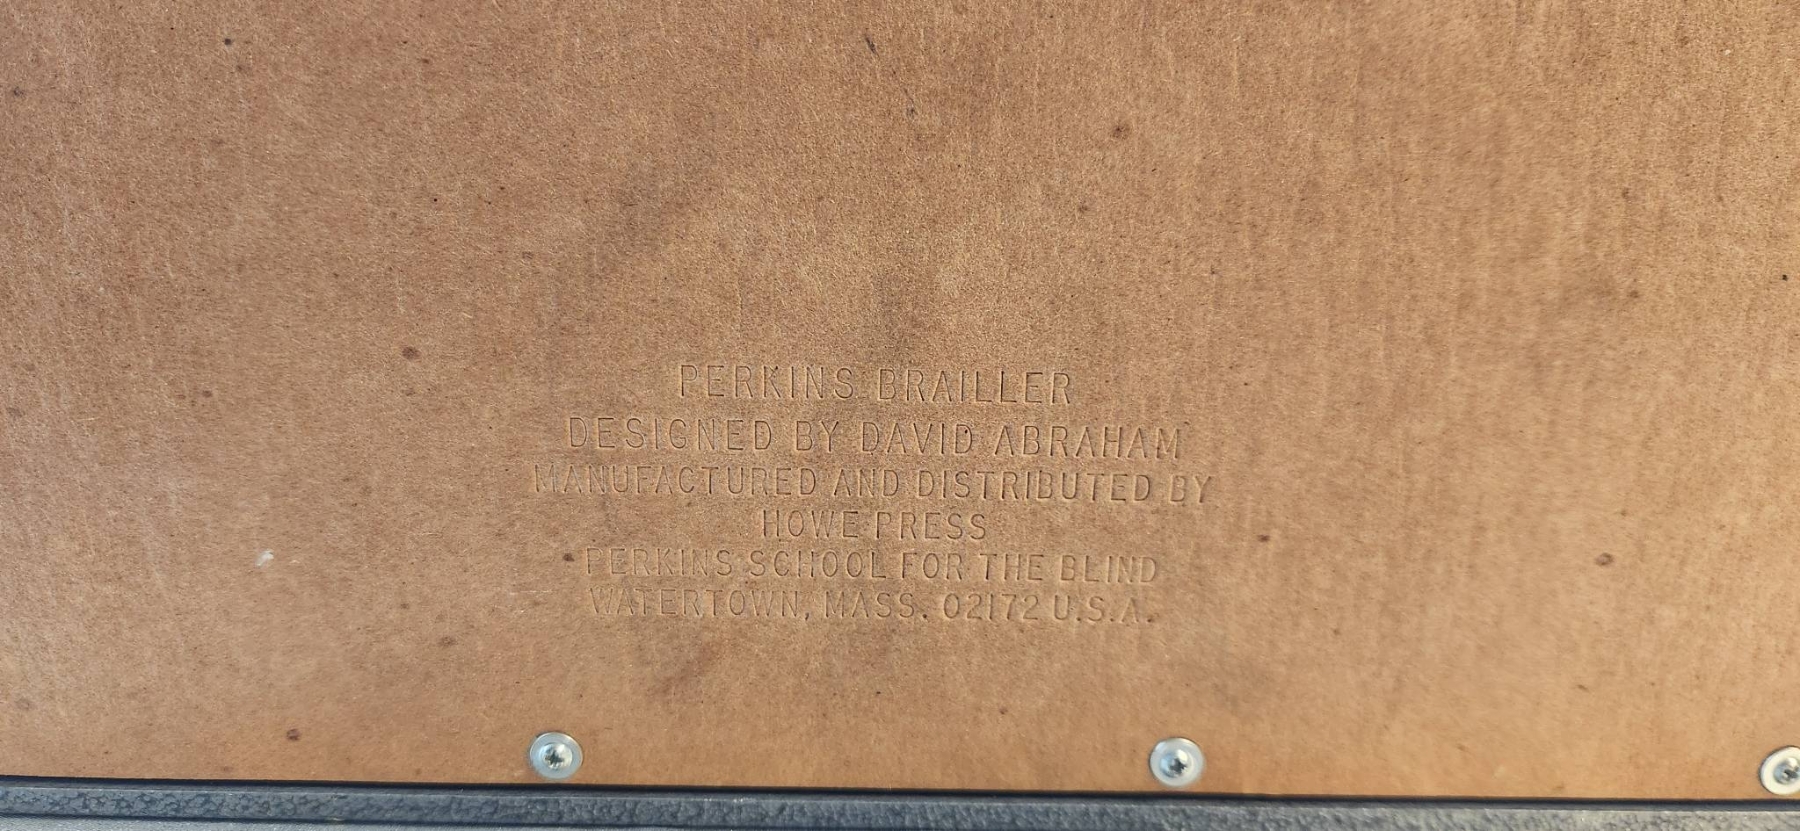 PERKINS BRAILLER
DESIGNED BY DAVID ABRAHAM
MANUFACTURED AND DISTRIBUTED BY
HOWE PRESS
PERKINS SCHOOL FOR THE BLIND
WATERTOWN, MASS. 02172 U.S.A.